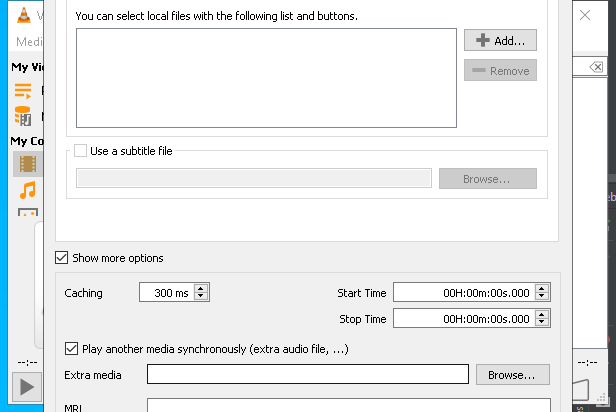 You can select local files with the following list and buttons.
Medi
Add...
My Vi
Remove
My Co
Use a subtitle file
Browse...
Show more options
Caching
300 ms
Start Time
00H:00m:00s.000
Stop Time
00H:00m:00s.000
Play another media synchronously (extra audio file, ...)
--:--
--:--
Extra media
Browse...
MRL